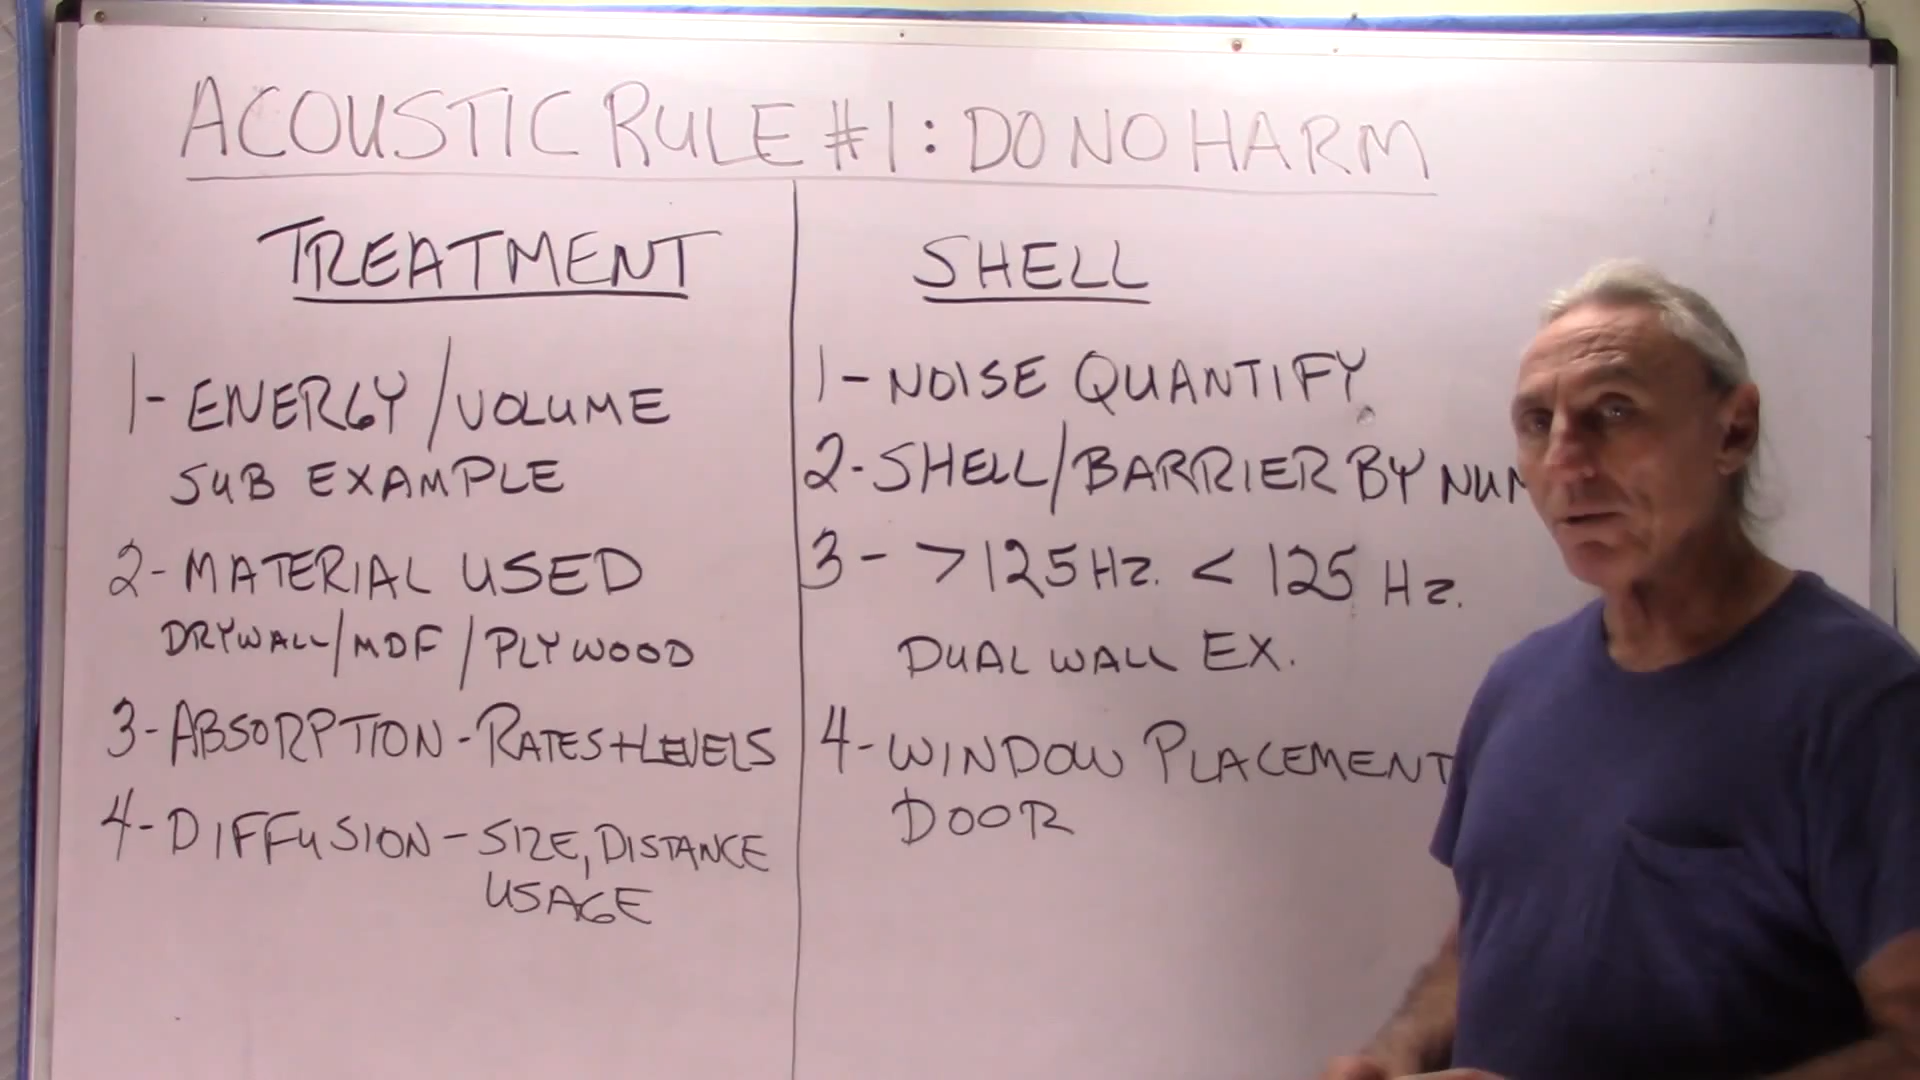 ACOUSTIC RULE #1: DO NO HARM
TREATMENT
1- ENERGY/VOLUME
SUB EXAMPLE
2- MATERIAL USED
DRYWALL/MDF/PLYWOOD
3- ABSORPTION - RATES+LEVELS
4- DIFFUSION - SIZE, DISTANCE
USAGE
SHELL
1- NOISE QUANTIFY
2- SHELL/BARRIER BY
3- >125Hz. < 125 Hz.
DUAL WALL EX.
4- WINDOW PLACEMENT
DOOR